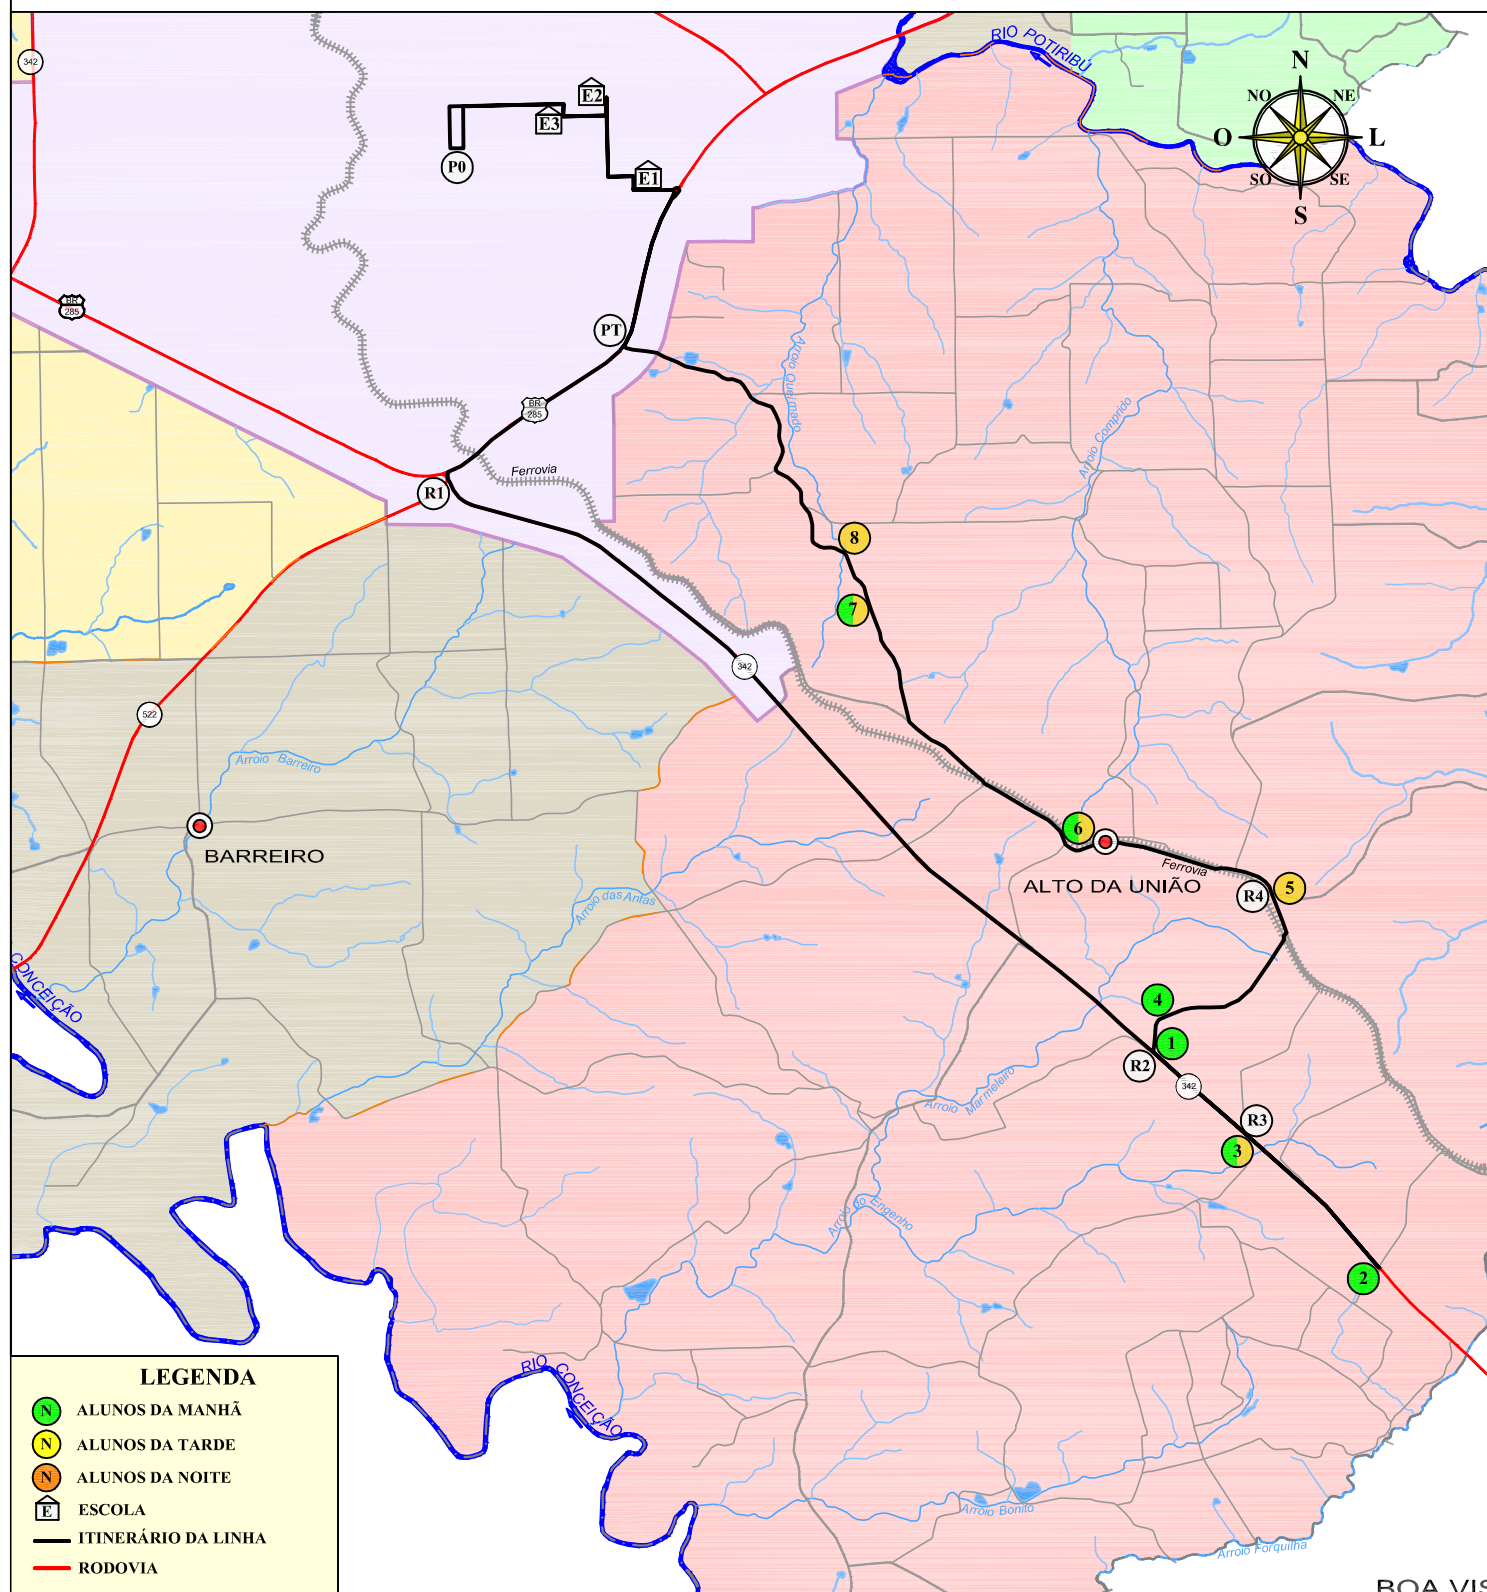 RIO POTIRIBÚ
N
NO
NE
O
L
SO
SE
S
342
E2
E3
P0
E1
BR
285
PT
BR
285
Arroio Queimado
Arroio Comprido
Ferrovia
R1
8
7
342
522
Arroio Barreiro
BARREIRO
6
ALTO DA UNIÃO
Ferrovia
R4
5
Arroio das Antas
CONCEIÇÃO
4
1
R2
342
Arroio Marmeleiro
R3
3
Arroio do Engenho
2
RIO CONCEIÇÃO
LEGENDA
N ALUNOS DA MANHÃ
N ALUNOS DA TARDE
N ALUNOS DA NOITE
E ESCOLA
ITINERÁRIO DA LINHA
RODOVIA
Arroio Bonito
Arroio Forquilha
BOA VIS